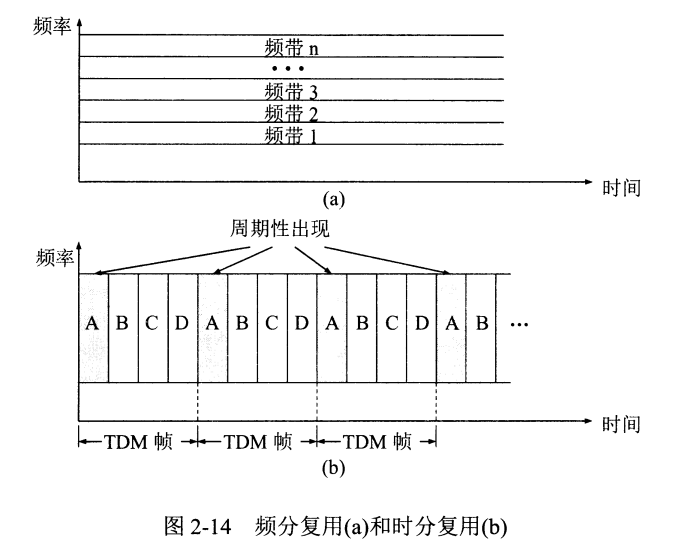 频率
频带 n
···
频带 3
频带 2
频带 1
时间
(a)
周期性出现
频率
A B C D A B C D A B C D A B ···
时间
TDM 帧 TDM 帧 TDM 帧
(b)
图 2-14 频分复用(a)和时分复用(b)